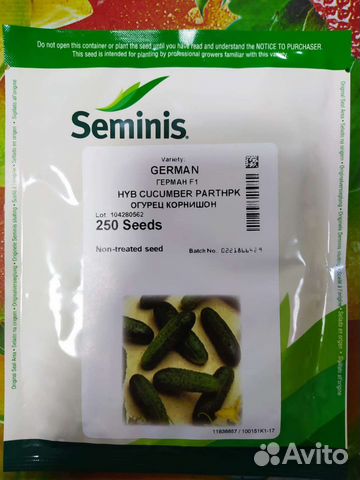 Do not open this container or plant the seed until you have read and understand the NOTICE TO PURCHASER.
This seed is intended for planting by professional growers familiar with this variety.
Seminis
Variety:
GERMAN
ГЕРМАН F1
HYB CUCUMBER PARTHPK
ОГУРЕЦ КОРНИШОН
Lot: 104280562
250 Seeds
Non-treated seed
Batch No.
Avito